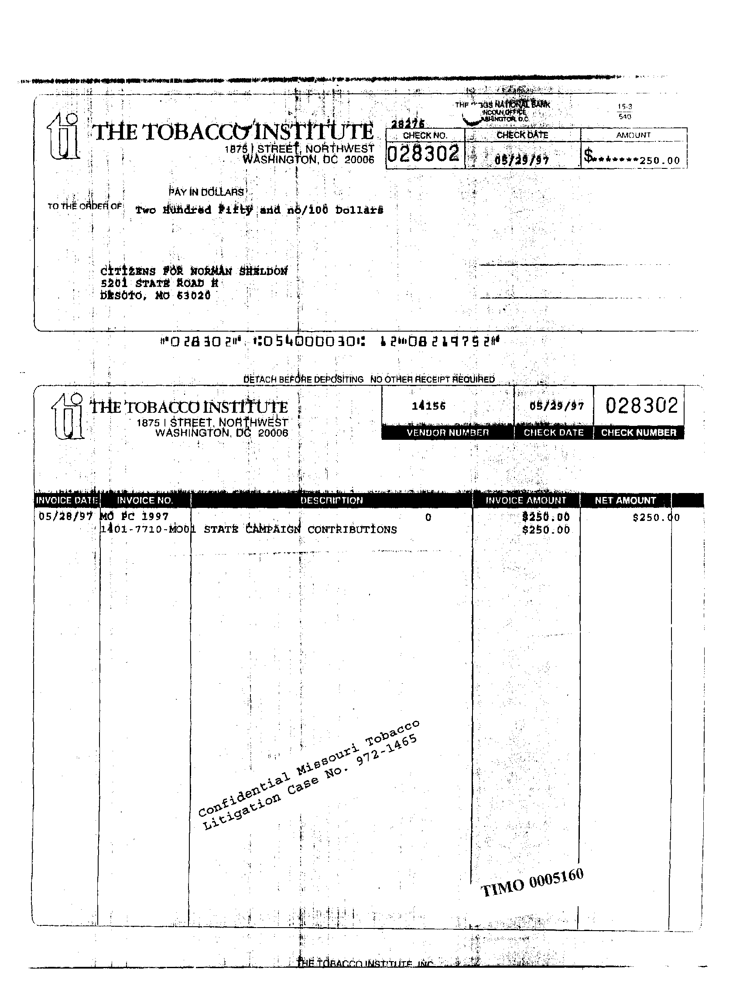 THE NATIONAL BANK
WASHINGTON, D.C.
15-3
540
THE TOBACCO INSTITUTE
1875 I STREET, NORTHWEST
WASHINGTON, DC 20006
28276
CHECK NO. CHECK DATE AMOUNT
028302 05/29/97 $*******250.00
PAY IN DOLLARS
TO THE ORDER OF Two Hundred Fifty and no/100 Dollars
CITIZENS FOR NORMAN SHELDON
5201 STATE ROAD H
DESOTO, MO 63020
⑈028302⑈ ⑆054000030⑆ 12⑈08219752⑈
DETACH BEFORE DEPOSITING NO OTHER RECEIPT REQUIRED
THE TOBACCO INSTITUTE
1875 I STREET, NORTHWEST
WASHINGTON, DC 20006
14156 05/29/97 028302
VENDOR NUMBER CHECK DATE CHECK NUMBER
INVOICE DATE INVOICE NO. DESCRIPTION INVOICE AMOUNT NET AMOUNT
05/28/97 MO PC 1997 0 $250.00 $250.00
1401-7710-MO01 STATE CAMPAIGN CONTRIBUTIONS $250.00
Confidential Missouri Tobacco
Litigation Case No. 972-1465
TIMO 0005160
THE TOBACCO INSTITUTE, INC.